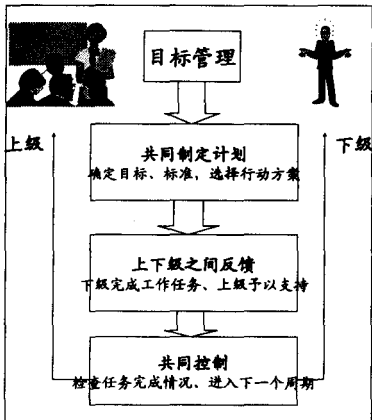 目标管理
上级
下级
共同制定计划
确定目标、标准，选择行动方案
上下级之间反馈
下级完成工作任务、上级予以支持
共同控制
检查任务完成情况、进入下一个周期